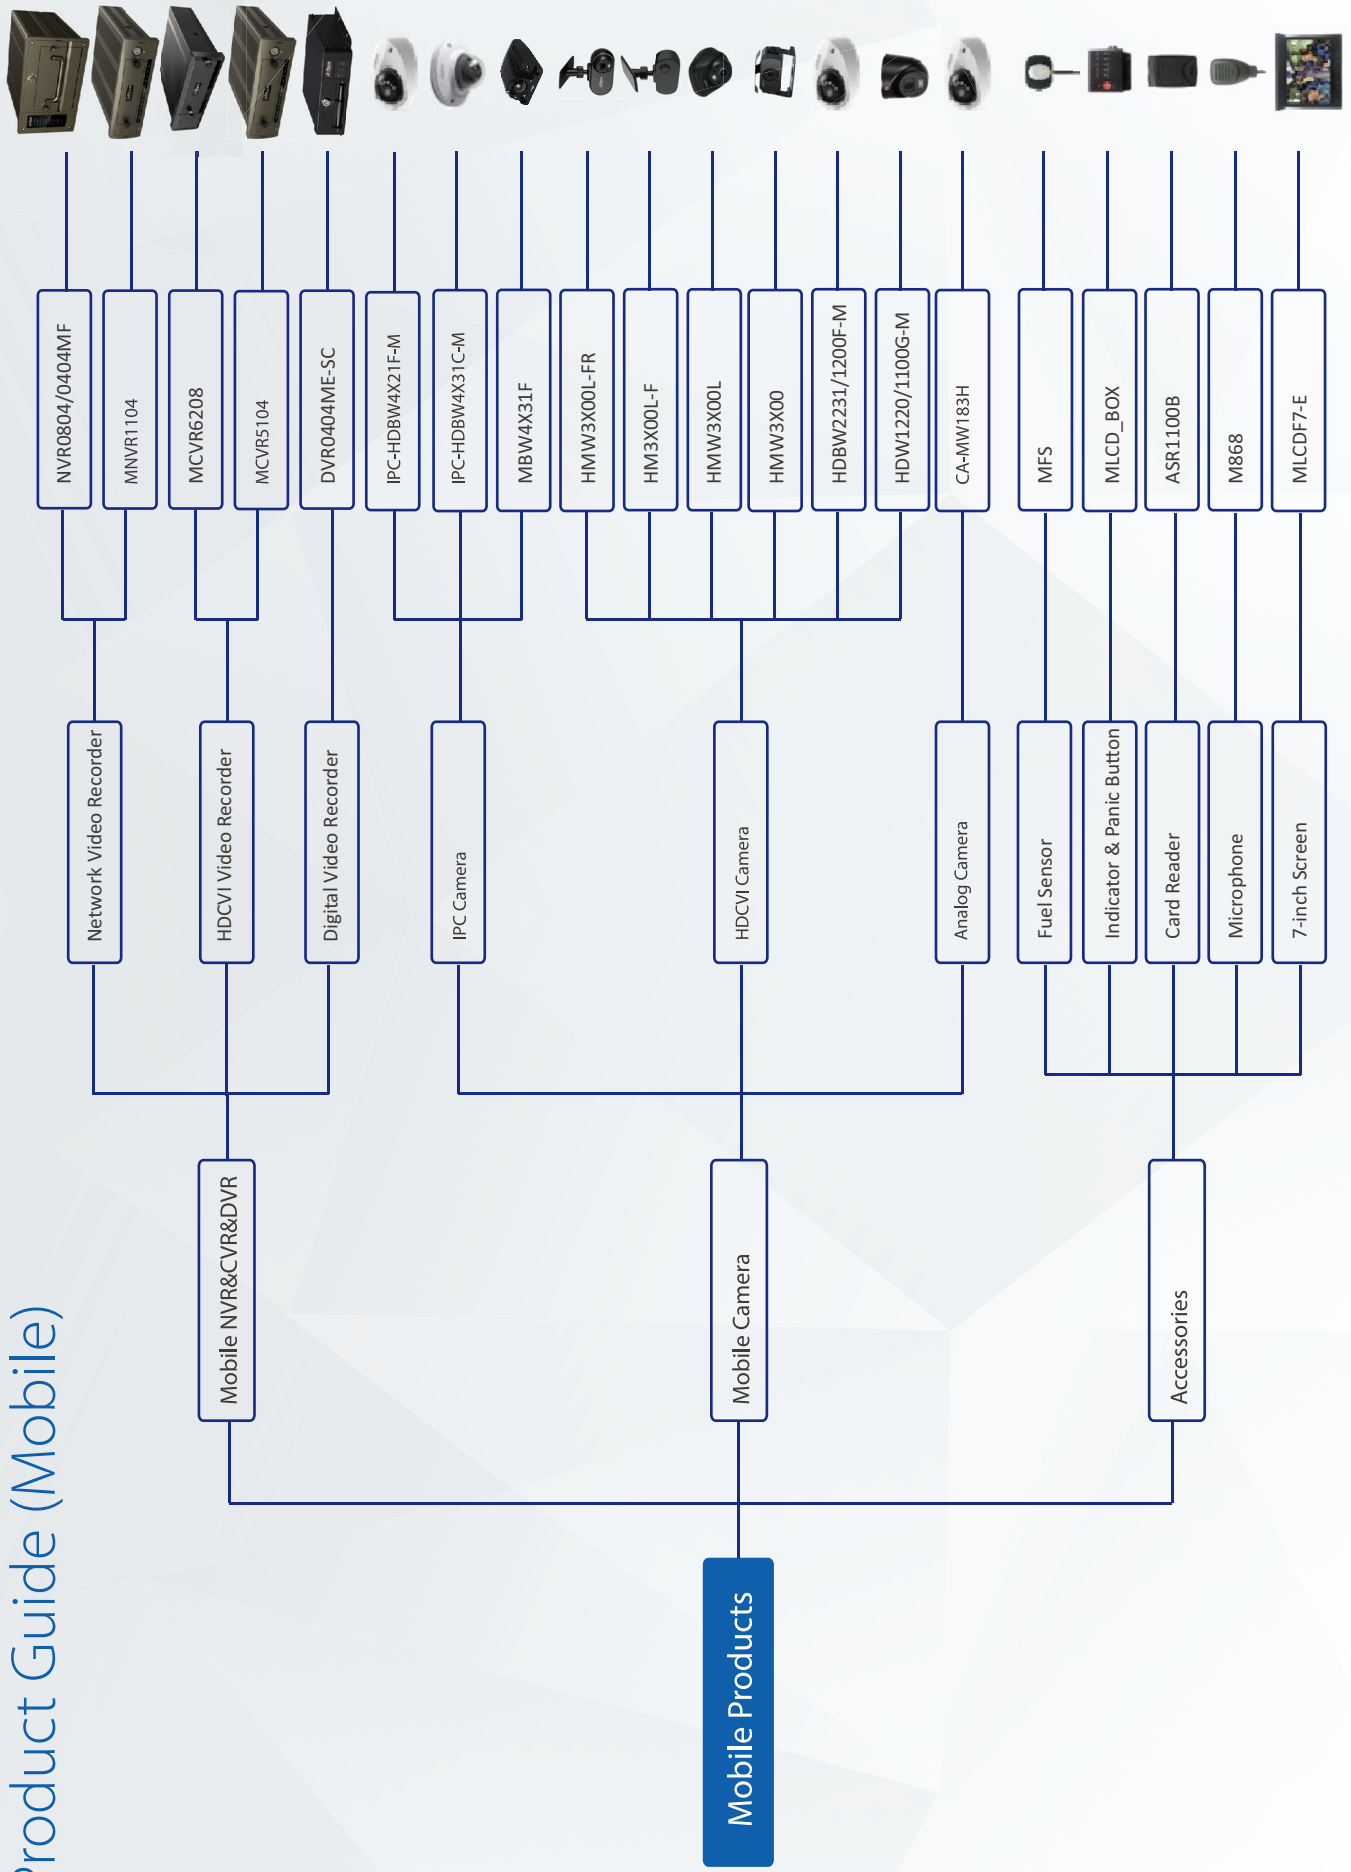 Product Guide (Mobile)
Mobile Products
Mobile NVR&CVR&DVR
Network Video Recorder
NVR0804/0404MF
MNVR1104
HDCVI Video Recorder
MCVR6208
MCVR5104
Digital Video Recorder
DVR0404ME-SC
Mobile Camera
IPC Camera
IPC-HDBW4X21F-M
IPC-HDBW4X31C-M
MBW4X31F
HDCVI Camera
HMW3X00L-FR
HM3X00L-F
HMW3X00L
HMW3X00
HDBW2231/1200F-M
HDW1220/1100G-M
Analog Camera
CA-MW183H
Accessories
Fuel Sensor
MFS
Indicator & Panic Button
MLCD_BOX
Card Reader
ASR1100B
Microphone
M868
7-inch Screen
MLCDF7-E